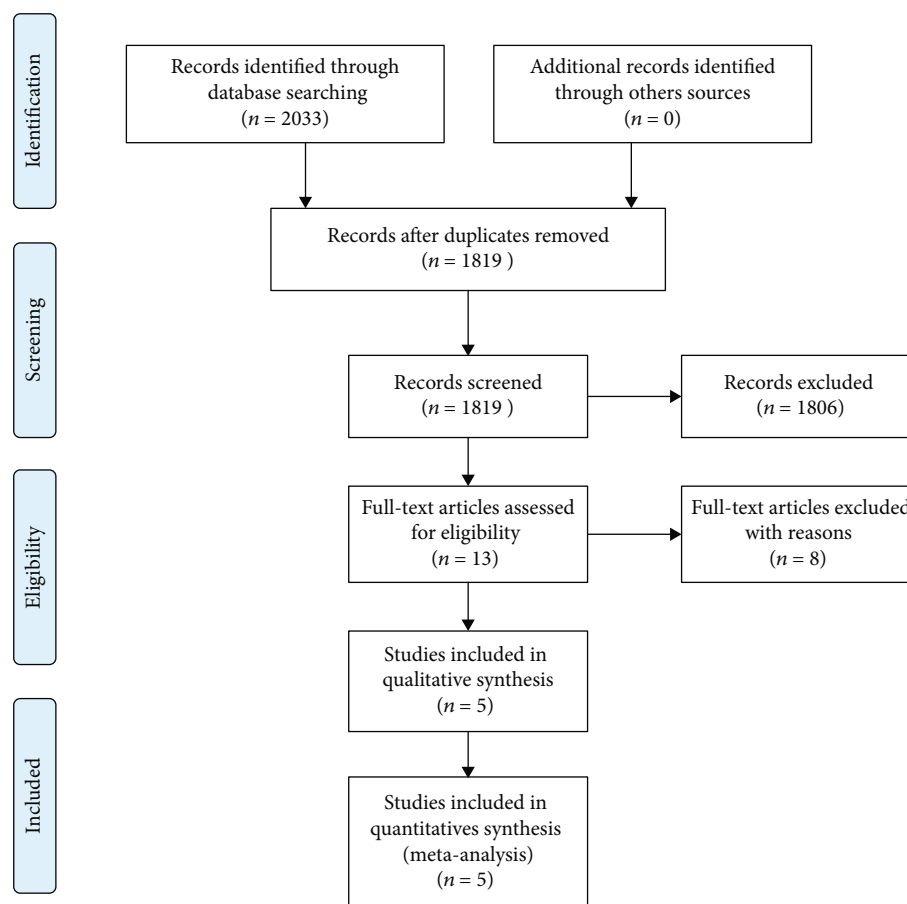 Identification
Records identified through
database searching
(n = 2033)
Additional records identified
through others sources
(n = 0)
Records after duplicates removed
(n = 1819 )
Screening
Records screened
(n = 1819 )
Records excluded
(n = 1806)
Eligibility
Full-text articles assessed
for eligibility
(n = 13)
Full-text articles excluded
with reasons
(n = 8)
Studies included in
qualitative synthesis
(n = 5)
Included
Studies included in
quantitatives synthesis
(meta-analysis)
(n = 5)